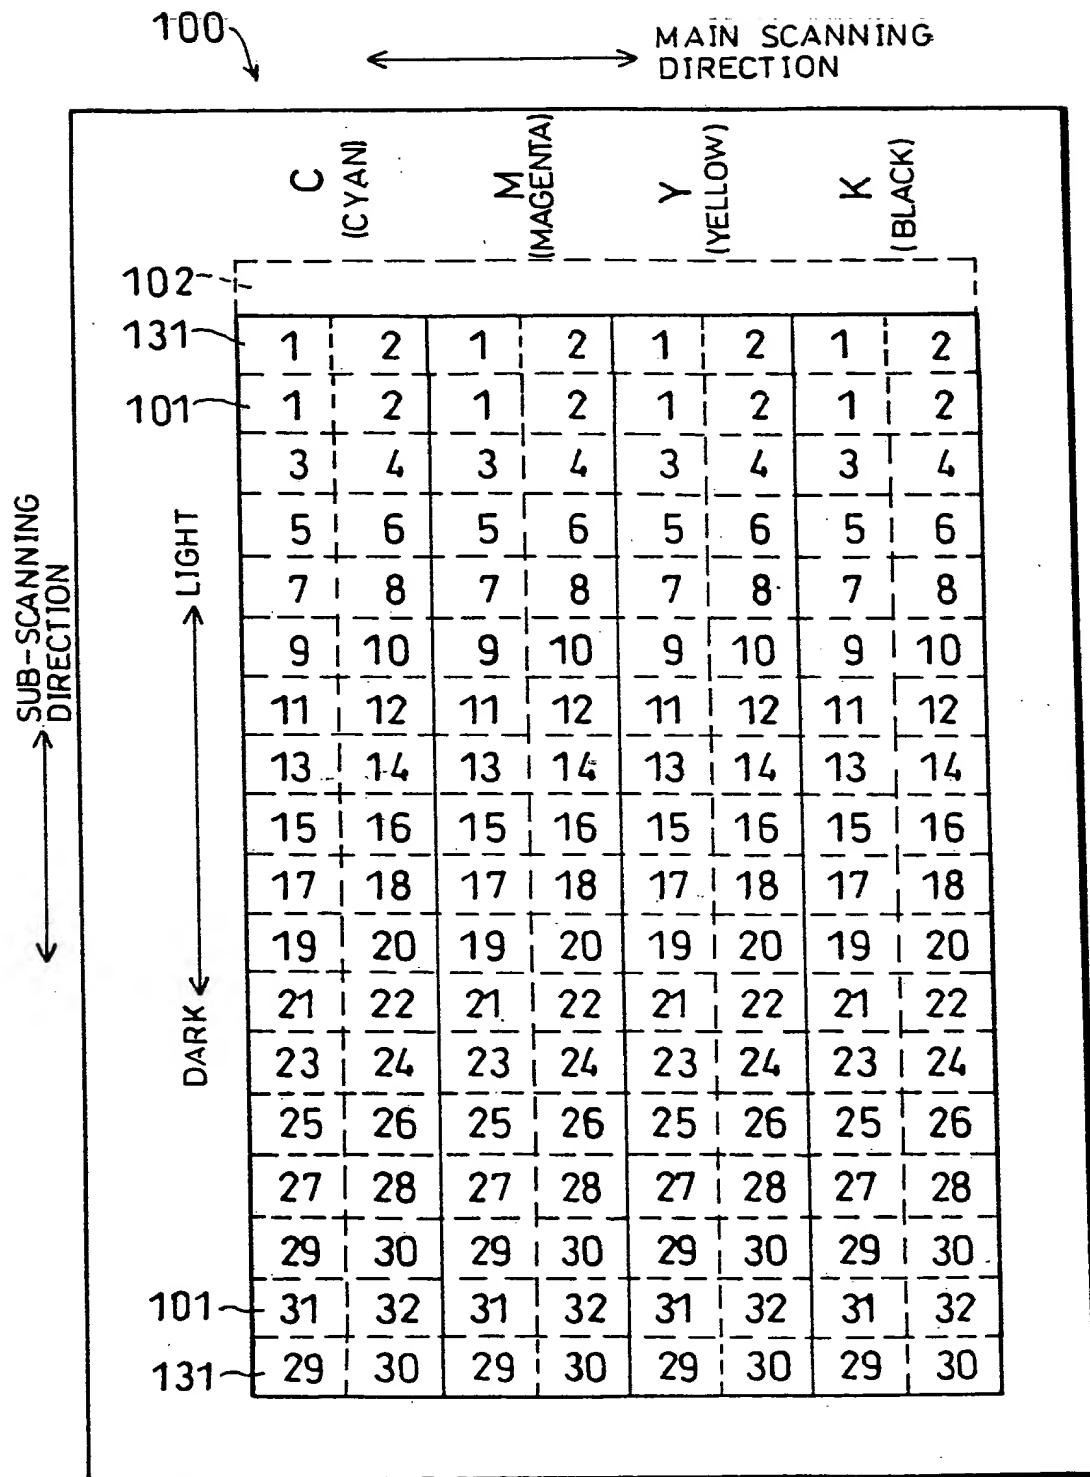 100
MAIN SCANNING
DIRECTION
C
(CYAN)
M
(MAGENTA)
Y
(YELLOW)
K
(BLACK)
102
131 1 2 1 2 1 2 1 2
101 1 2 1 2 1 2 1 2
3 4 3 4 3 4 3 4
5 6 5 6 5 6 5 6
7 8 7 8 7 8 7 8
9 10 9 10 9 10 9 10
11 12 11 12 11 12 11 12
13 14 13 14 13 14 13 14
15 16 15 16 15 16 15 16
17 18 17 18 17 18 17 18
19 20 19 20 19 20 19 20
21 22 21 22 21 22 21 22
23 24 23 24 23 24 23 24
25 26 25 26 25 26 25 26
27 28 27 28 27 28 27 28
29 30 29 30 29 30 29 30
101 31 32 31 32 31 32 31 32
131 29 30 29 30 29 30 29 30
SUB-SCANNING
DIRECTION
LIGHT
DARK